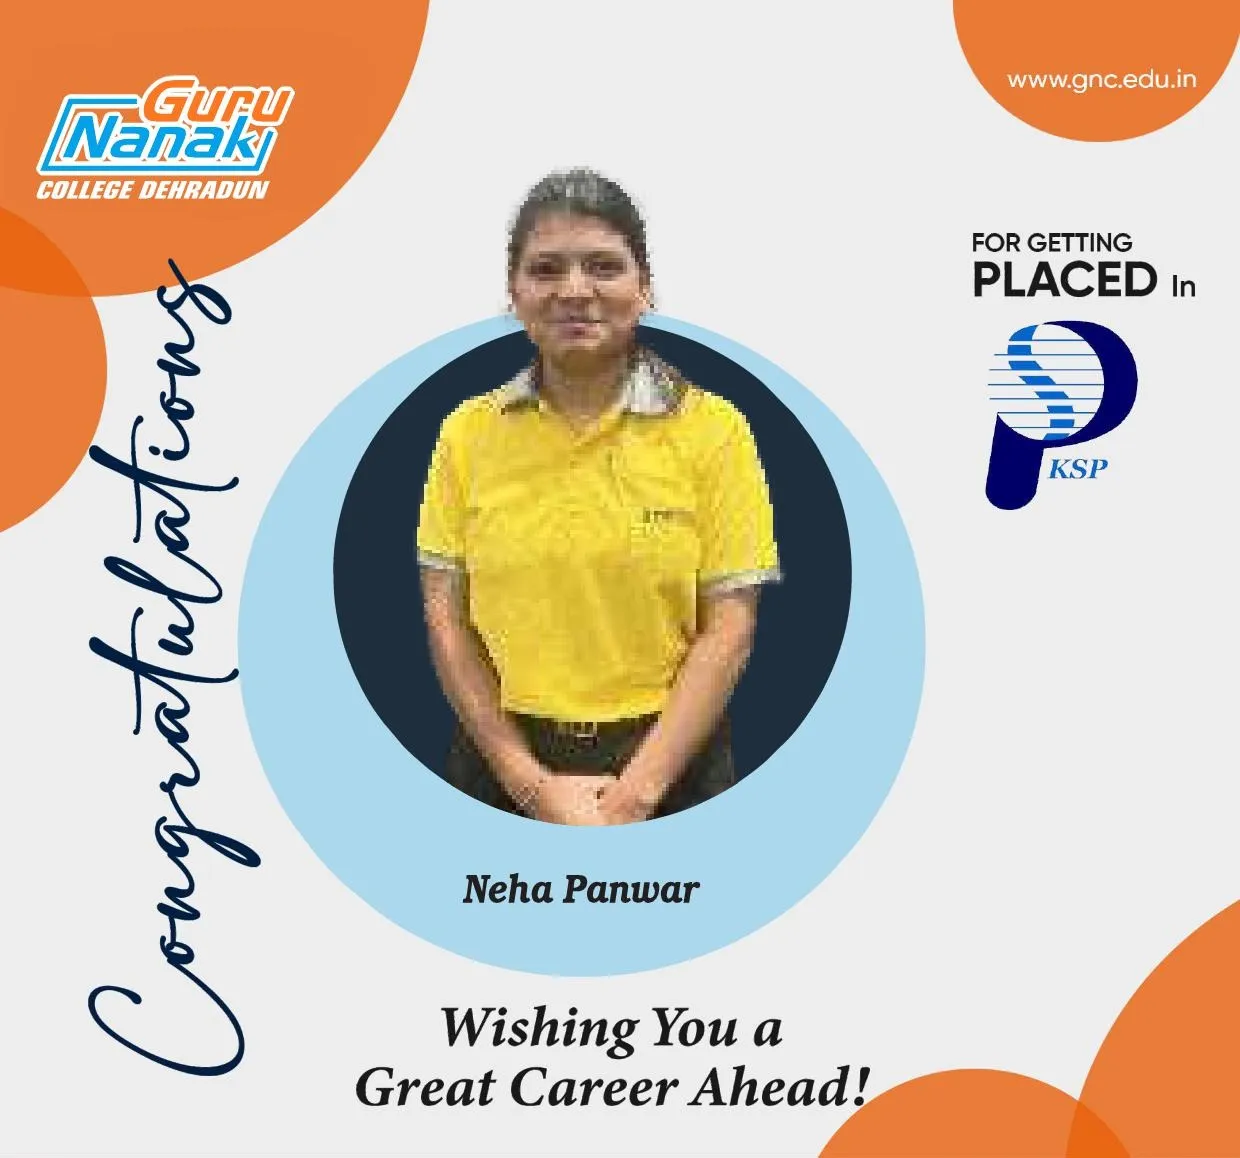 Guru
Nanak
COLLEGE DEHRADUN
www.gnc.edu.in
Congratulations
FOR GETTING
PLACED In
KSP
Neha Panwar
Wishing You a
Great Career Ahead!